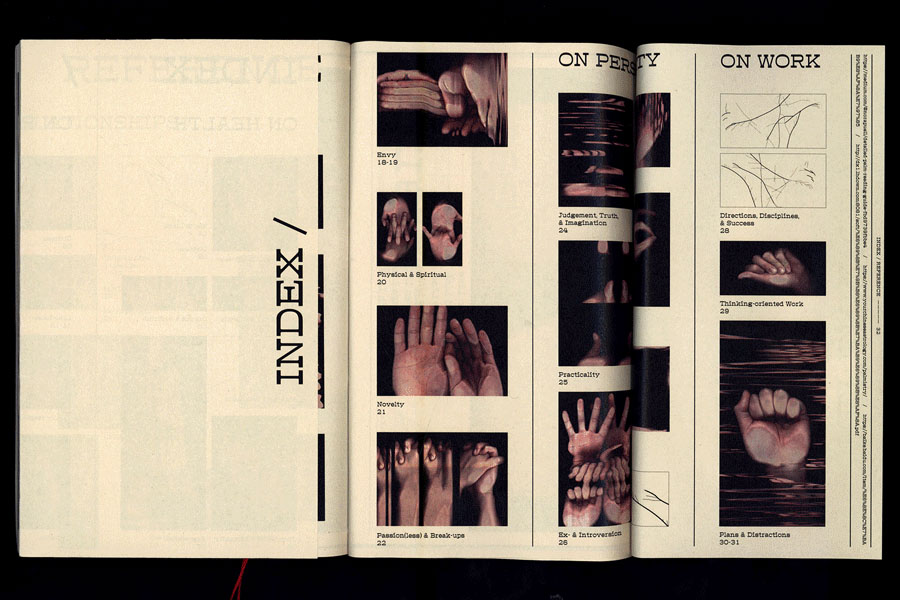 INDEX /
Envy
18-19
Physical & Spiritual
20
Novelty
21
Passion(less) & Break-ups
22
ON PERS
TY
Judgement, Truth,
& Imagination
24
Practicality
25
Ex- & Introversion
26
ON WORK
Directions, Disciplines,
& Success
28
Thinking-oriented Work
29
Plans & Distractions
30-31
INDEX / REFERENCE
32